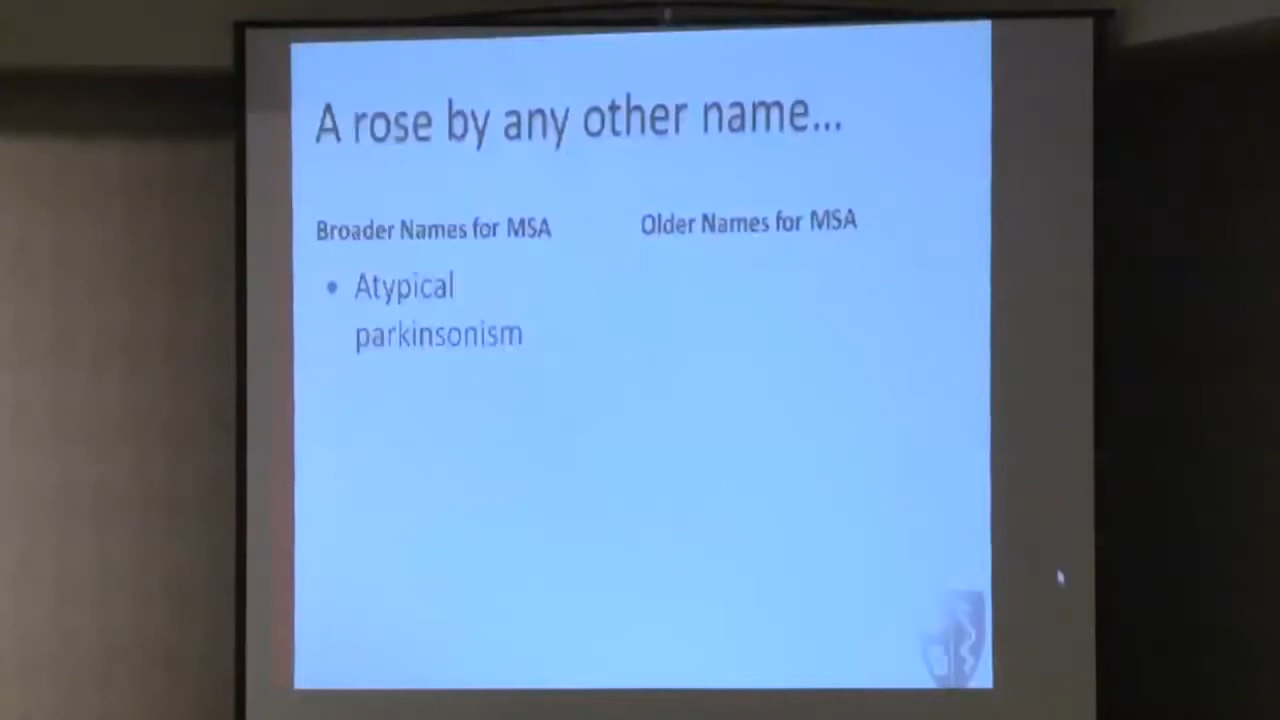 A rose by any other name...
Broader Names for MSA
Older Names for MSA
• Atypical
parkinsonism